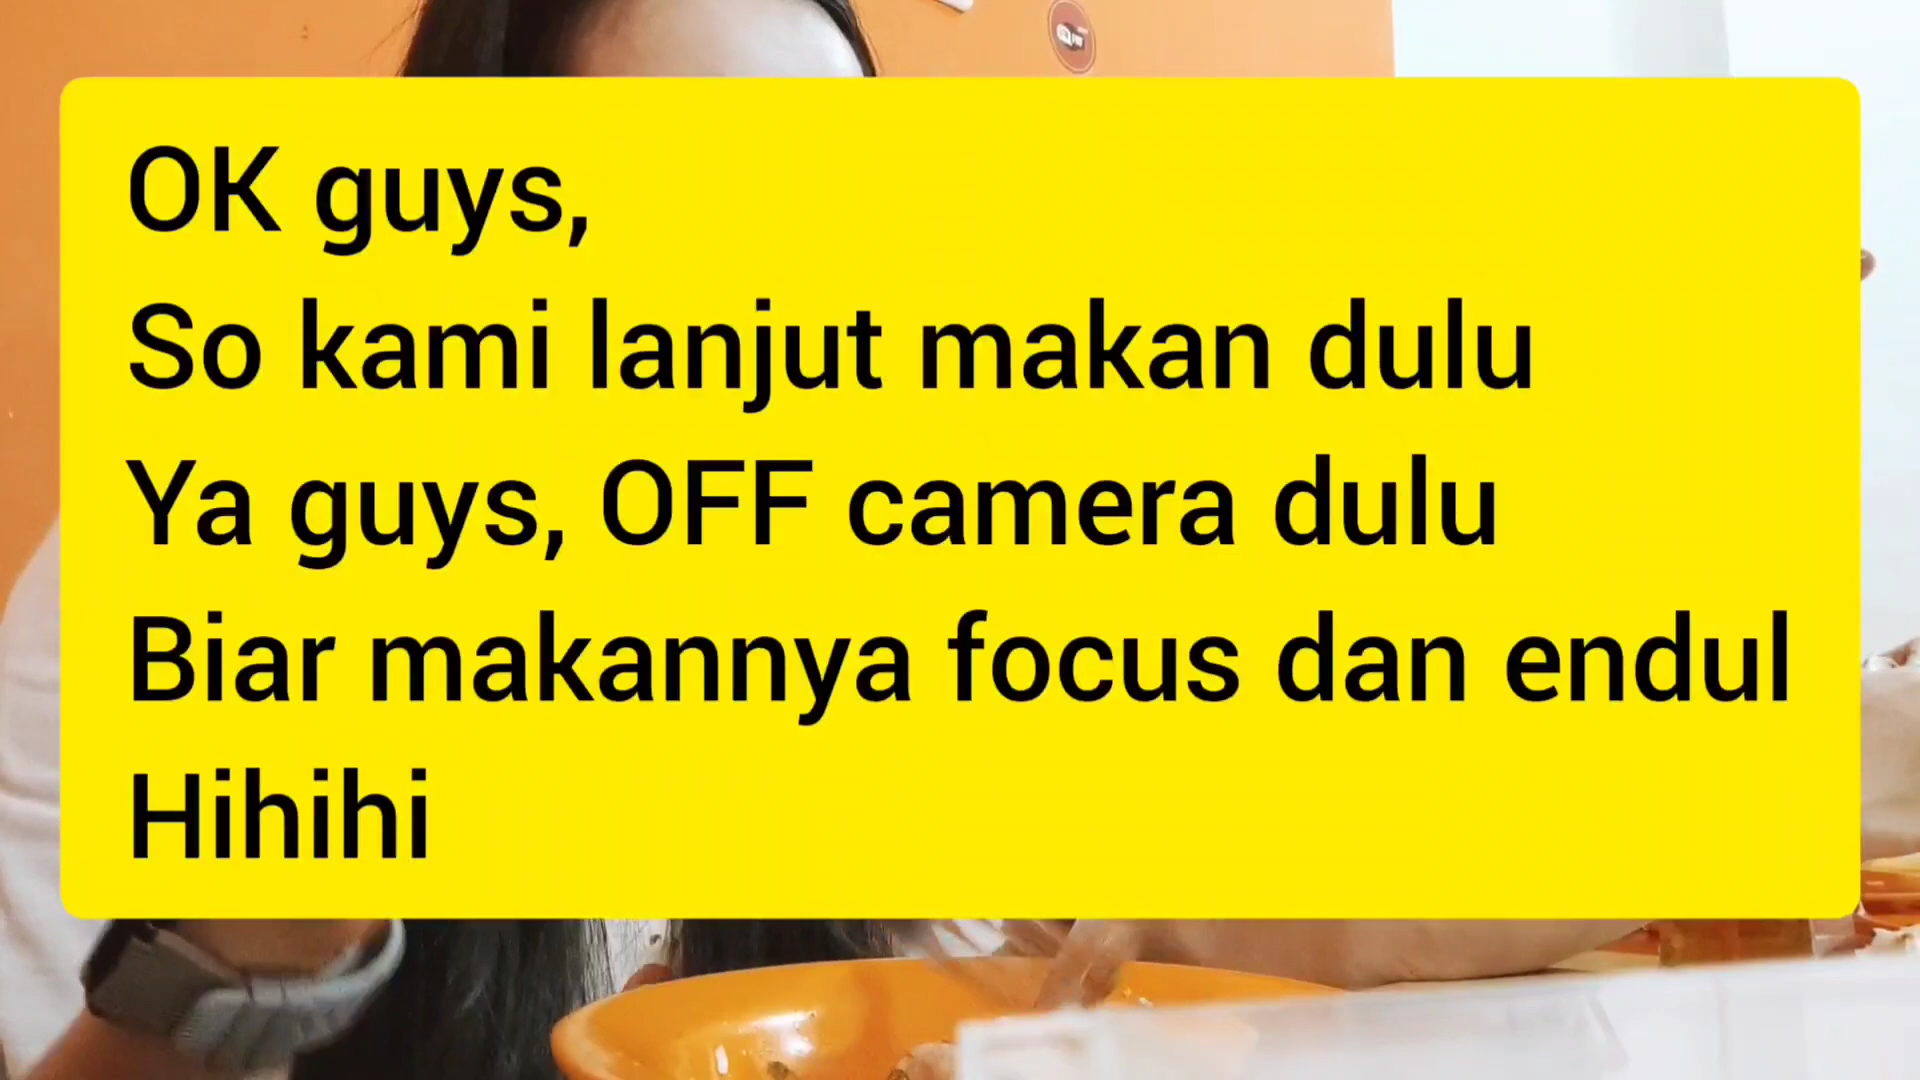 OK guys,
So kami lanjut makan dulu
Ya guys, OFF camera dulu
Biar makannya focus dan endul
Hihihi